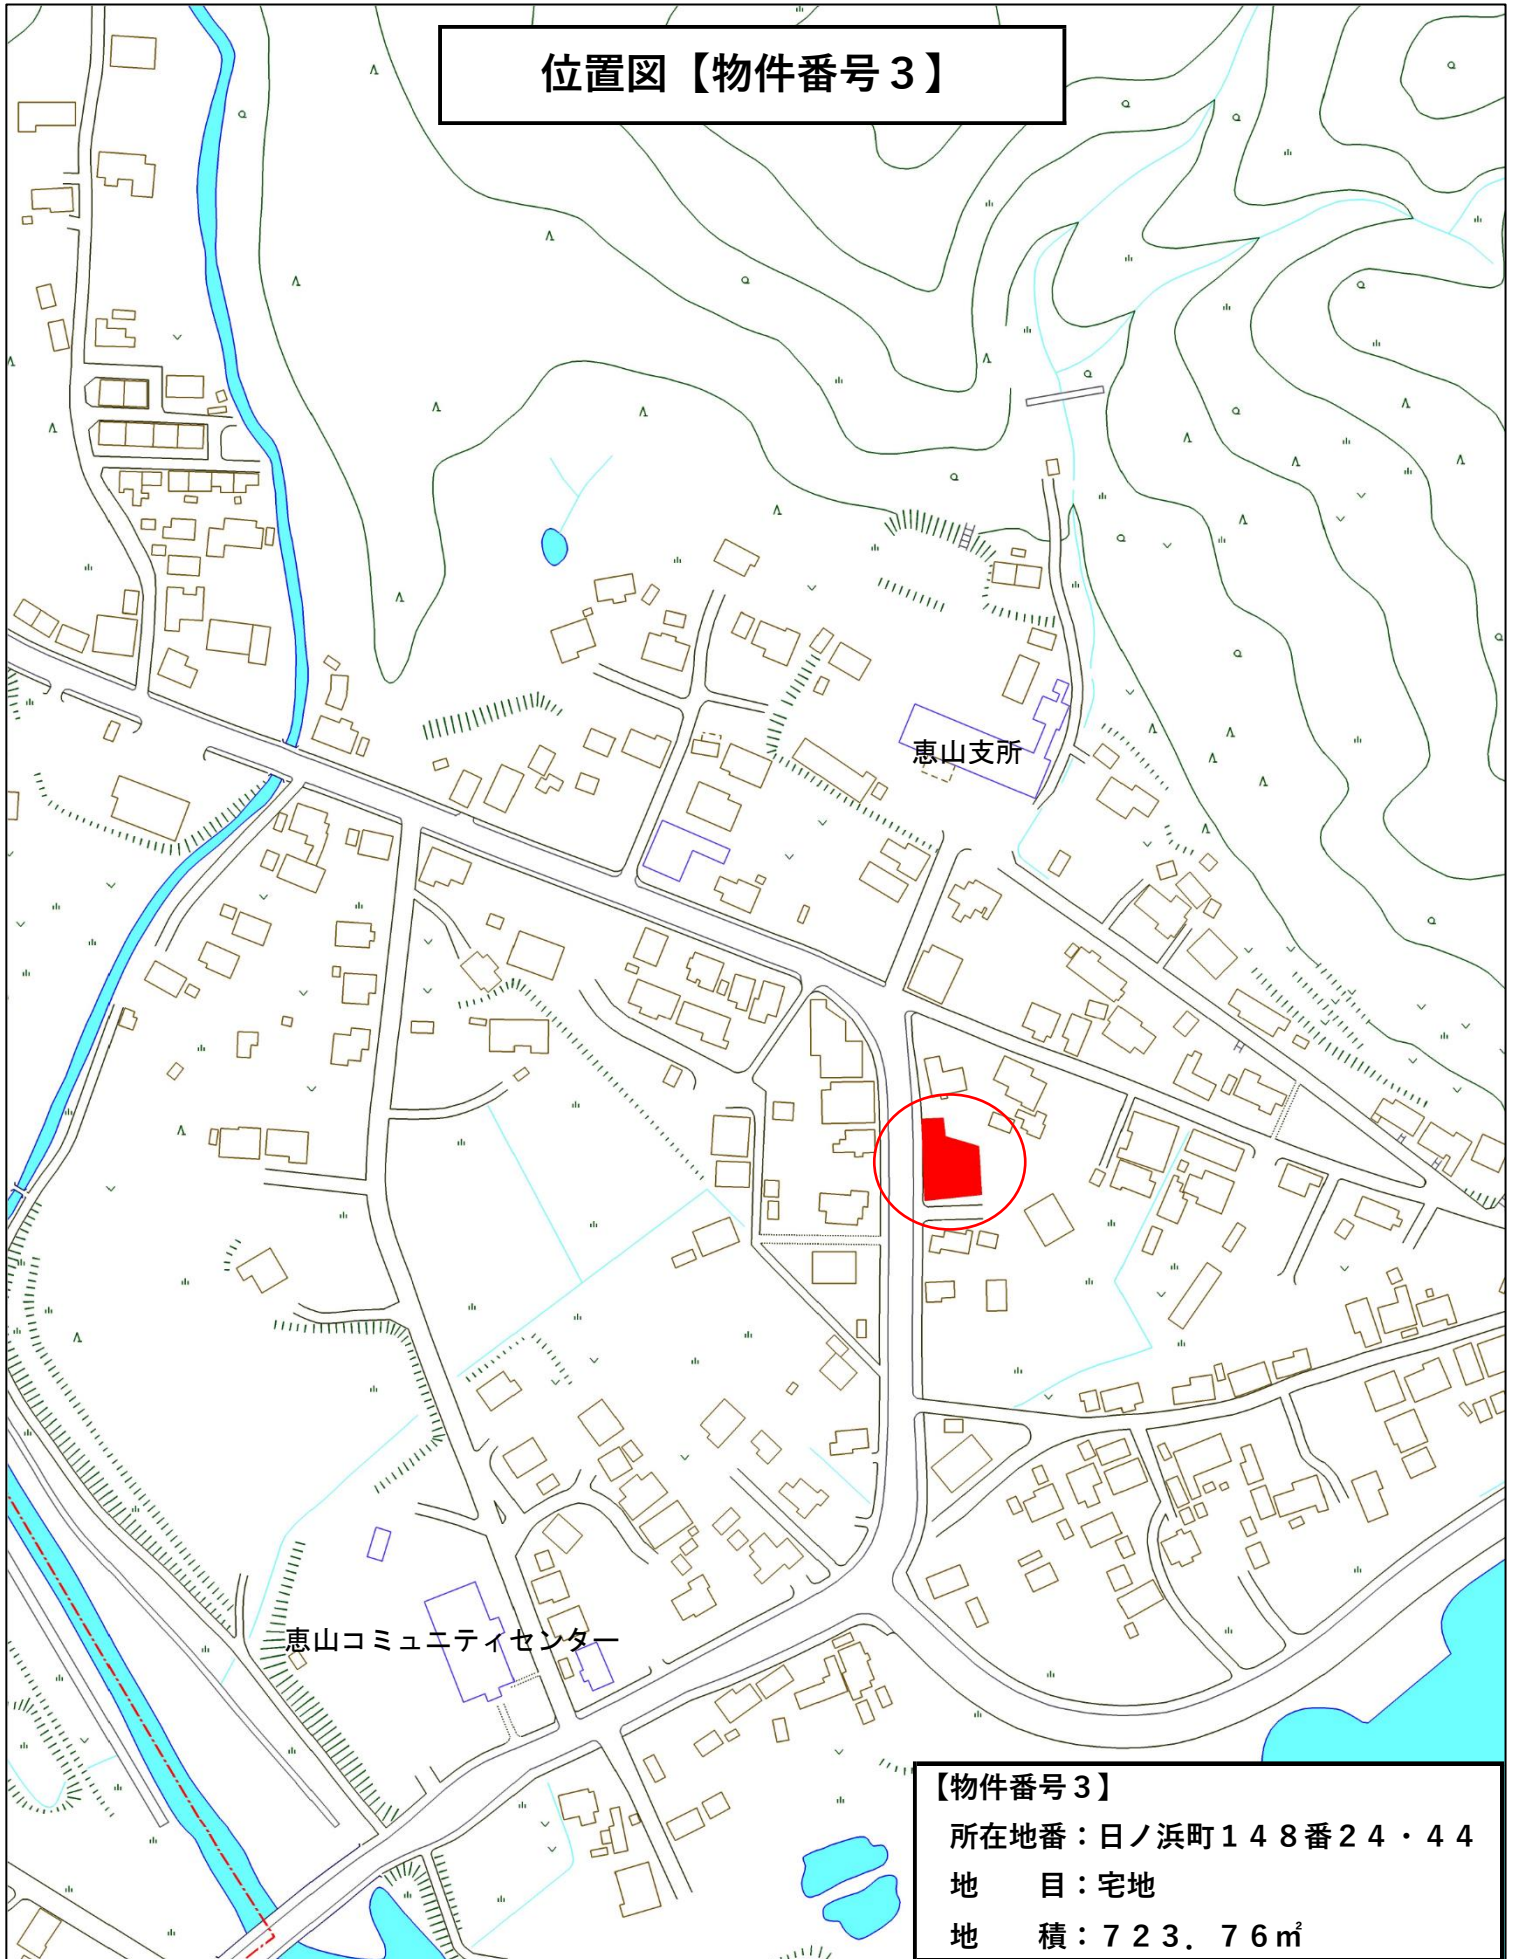 位置図【物件番号３】
恵山支所
恵山コミュニティセンター
【物件番号３】
所在地番：日ノ浜町１４８番２４・４４
地　　目：宅地
地　　積：７２３．７６㎡